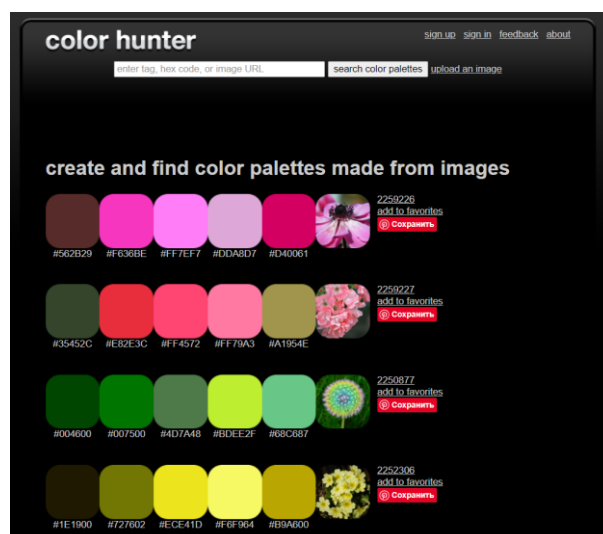 color hunter
sign up sign in feedback about
enter tag, hex code, or image URL search color palettes upload an image
create and find color palettes made from images
2259226
add to favorites
Сохранить
#562B29 #F636BE #FF7EF7 #DDA8D7 #D40061
2259227
add to favorites
Сохранить
#35452C #E82E3C #FF4572 #FF79A3 #A1954E
2250877
add to favorites
Сохранить
#004600 #007500 #4D7A48 #BDEE2F #68C687
2252306
add to favorites
Сохранить
#1E1900 #727602 #ECE41D #F6F964 #B9A600